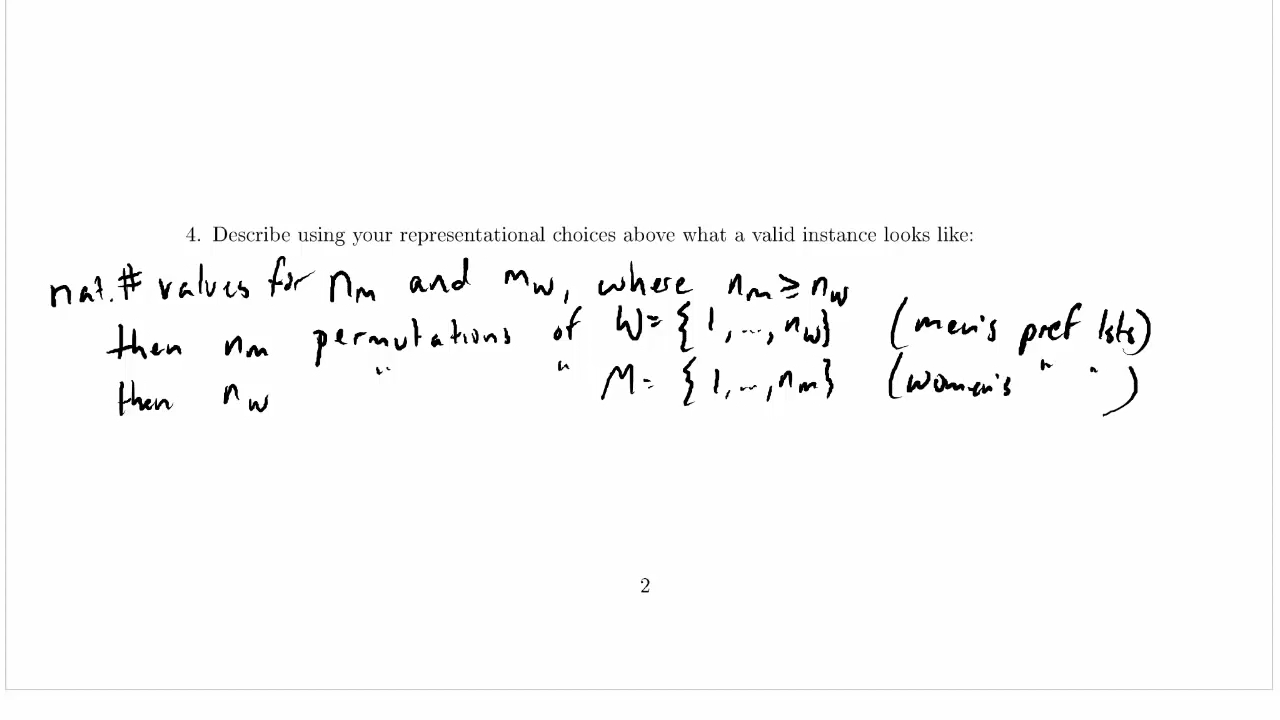 4. Describe using your representational choices above what a valid instance looks like:
nat. # values for nm and mw, where nm ≥ nw
then nm permutations of W = {1, ..., nw} (men's pref lsts)
then nw " " M = {1, ..., nm} (women's " ")
2